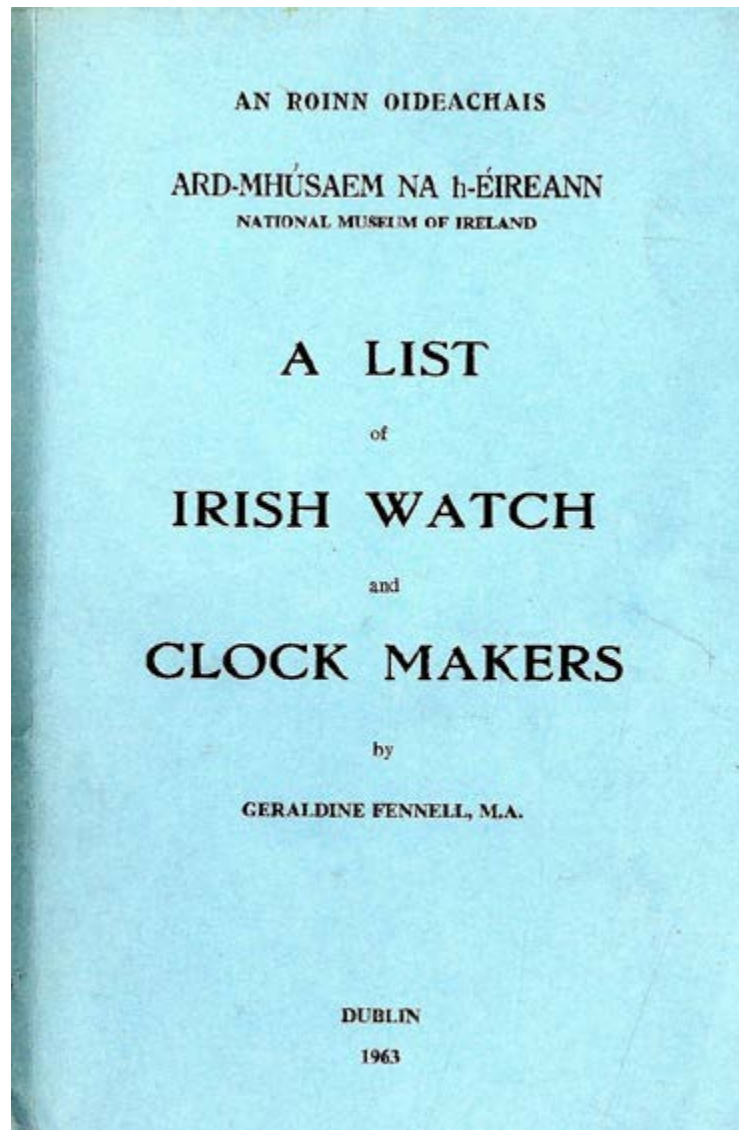 AN ROINN OIDEACHAIS
ARD-MHÚSAEM NA h-ÉIREANN
NATIONAL MUSEUM OF IRELAND
A LIST
of
IRISH WATCH
and
CLOCK MAKERS
by
GERALDINE FENNELL, M.A.
DUBLIN
1963